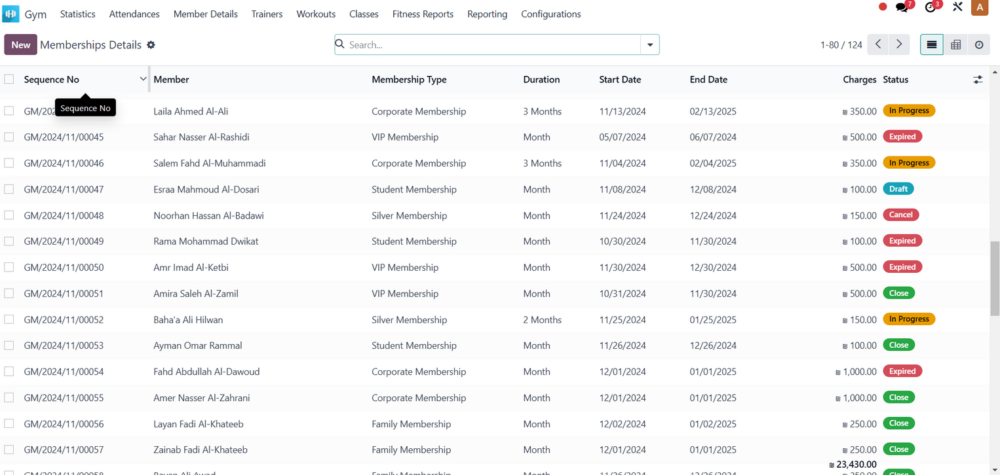 Gym Statistics Attendances Member Details Trainers Workouts Classes Fitness Reports Reporting Configurations 7 3 A
New Memberships Details Search... 1-80 / 124
Sequence No Member Membership Type Duration Start Date End Date Charges Status
Sequence No
Laila Ahmed Al-Ali Corporate Membership 3 Months 11/13/2024 02/13/2025 ₪ 350.00 In Progress
GM/2024/11/00045 Sahar Nasser Al-Rashidi VIP Membership Month 05/07/2024 06/07/2024 ₪ 500.00 Expired
GM/2024/11/00046 Salem Fahd Al-Muhammadi Corporate Membership 3 Months 11/04/2024 02/04/2025 ₪ 350.00 In Progress
GM/2024/11/00047 Esraa Mahmoud Al-Dosari Student Membership Month 11/08/2024 12/08/2024 ₪ 100.00 Draft
GM/2024/11/00048 Noorhan Hassan Al-Badawi Silver Membership Month 11/24/2024 12/24/2024 ₪ 150.00 Cancel
GM/2024/11/00049 Rama Mohammad Dwikat Student Membership Month 10/30/2024 11/30/2024 ₪ 100.00 Expired
GM/2024/11/00050 Amr Imad Al-Ketbi VIP Membership Month 11/30/2024 12/30/2024 ₪ 500.00 Expired
GM/2024/11/00051 Amira Saleh Al-Zamil VIP Membership Month 10/31/2024 11/30/2024 ₪ 500.00 Close
GM/2024/11/00052 Baha'a Ali Hilwan Silver Membership 2 Months 11/25/2024 01/25/2025 ₪ 150.00 In Progress
GM/2024/11/00053 Ayman Omar Rammal Student Membership Month 11/26/2024 12/26/2024 ₪ 100.00 Close
GM/2024/11/00054 Fahd Abdullah Al-Dawoud Corporate Membership Month 12/01/2024 01/01/2025 ₪ 1,000.00 Expired
GM/2024/11/00055 Amer Nasser Al-Zahrani Corporate Membership Month 12/01/2024 01/01/2025 ₪ 1,000.00 Close
GM/2024/11/00056 Layan Fadi Al-Khateeb Family Membership Month 12/02/2024 01/02/2025 ₪ 250.00 Close
GM/2024/11/00057 Zainab Fadi Al-Khateeb Family Membership Month 12/01/2024 01/01/2025 ₪ 250.00 Close
₪ 23,430.00